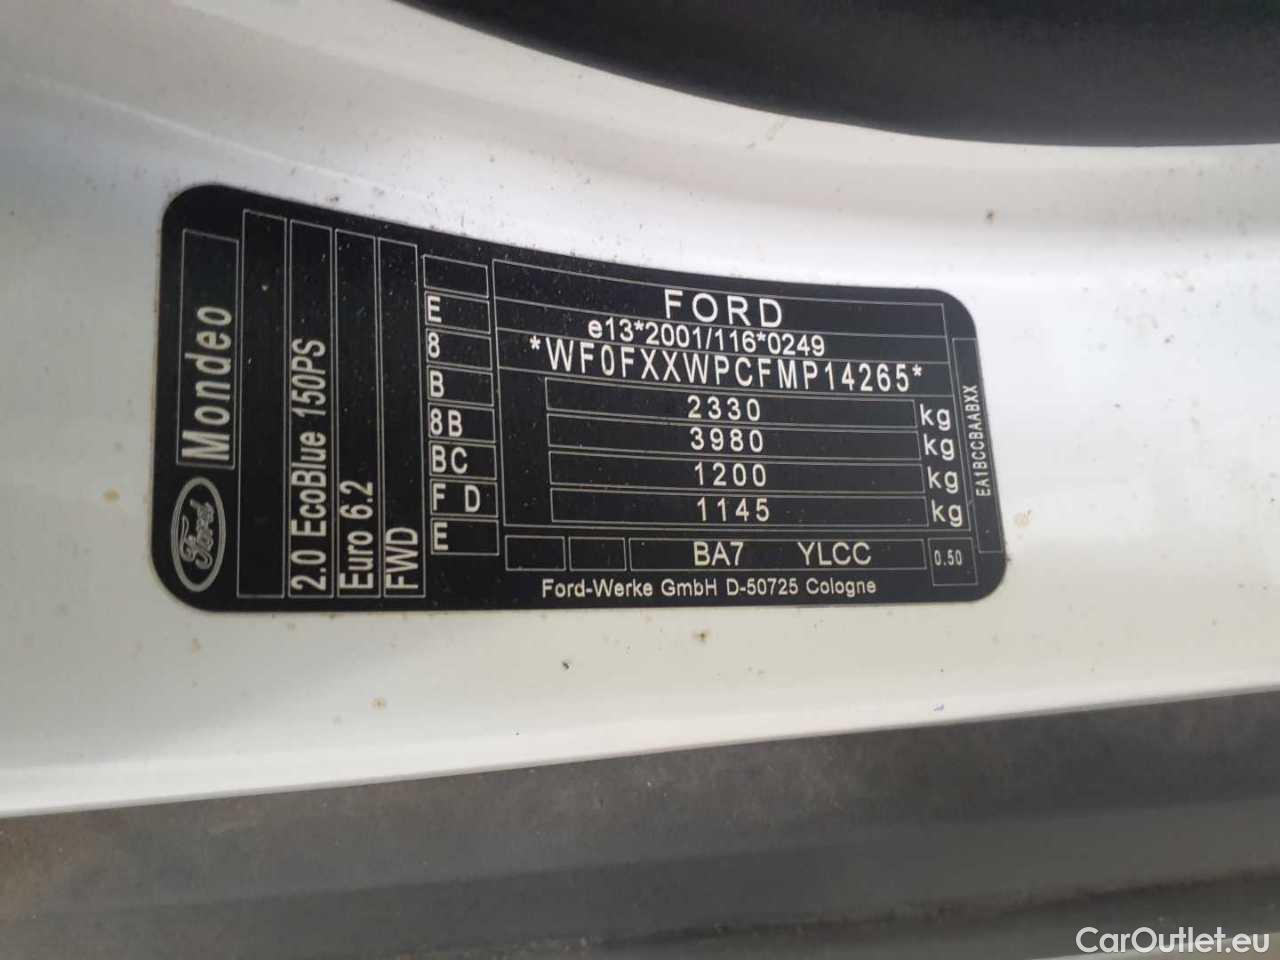 FORD
e13*2001/116*0249
*WF0FXXWPCFMP14265*
2330 kg
3980 kg
1200 kg
1145 kg
BA7 YLCC
0.50
Ford-Werke GmbH D-50725 Cologne
EA1BCCBAABXX
E
8
B
8B
BC
F D
E
Ford
Mondeo
2.0 EcoBlue 150PS
Euro 6.2
FWD
CarOutlet.eu